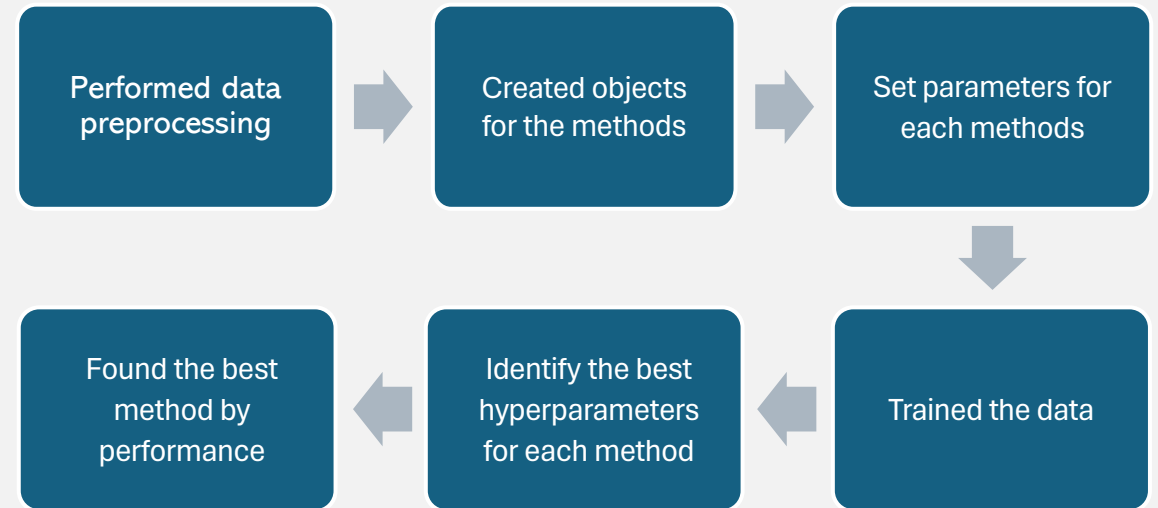 Performed data
preprocessing
Created objects
for the methods
Set parameters for
each methods
Trained the data
Identify the best
hyperparameters
for each method
Found the best
method by
performance